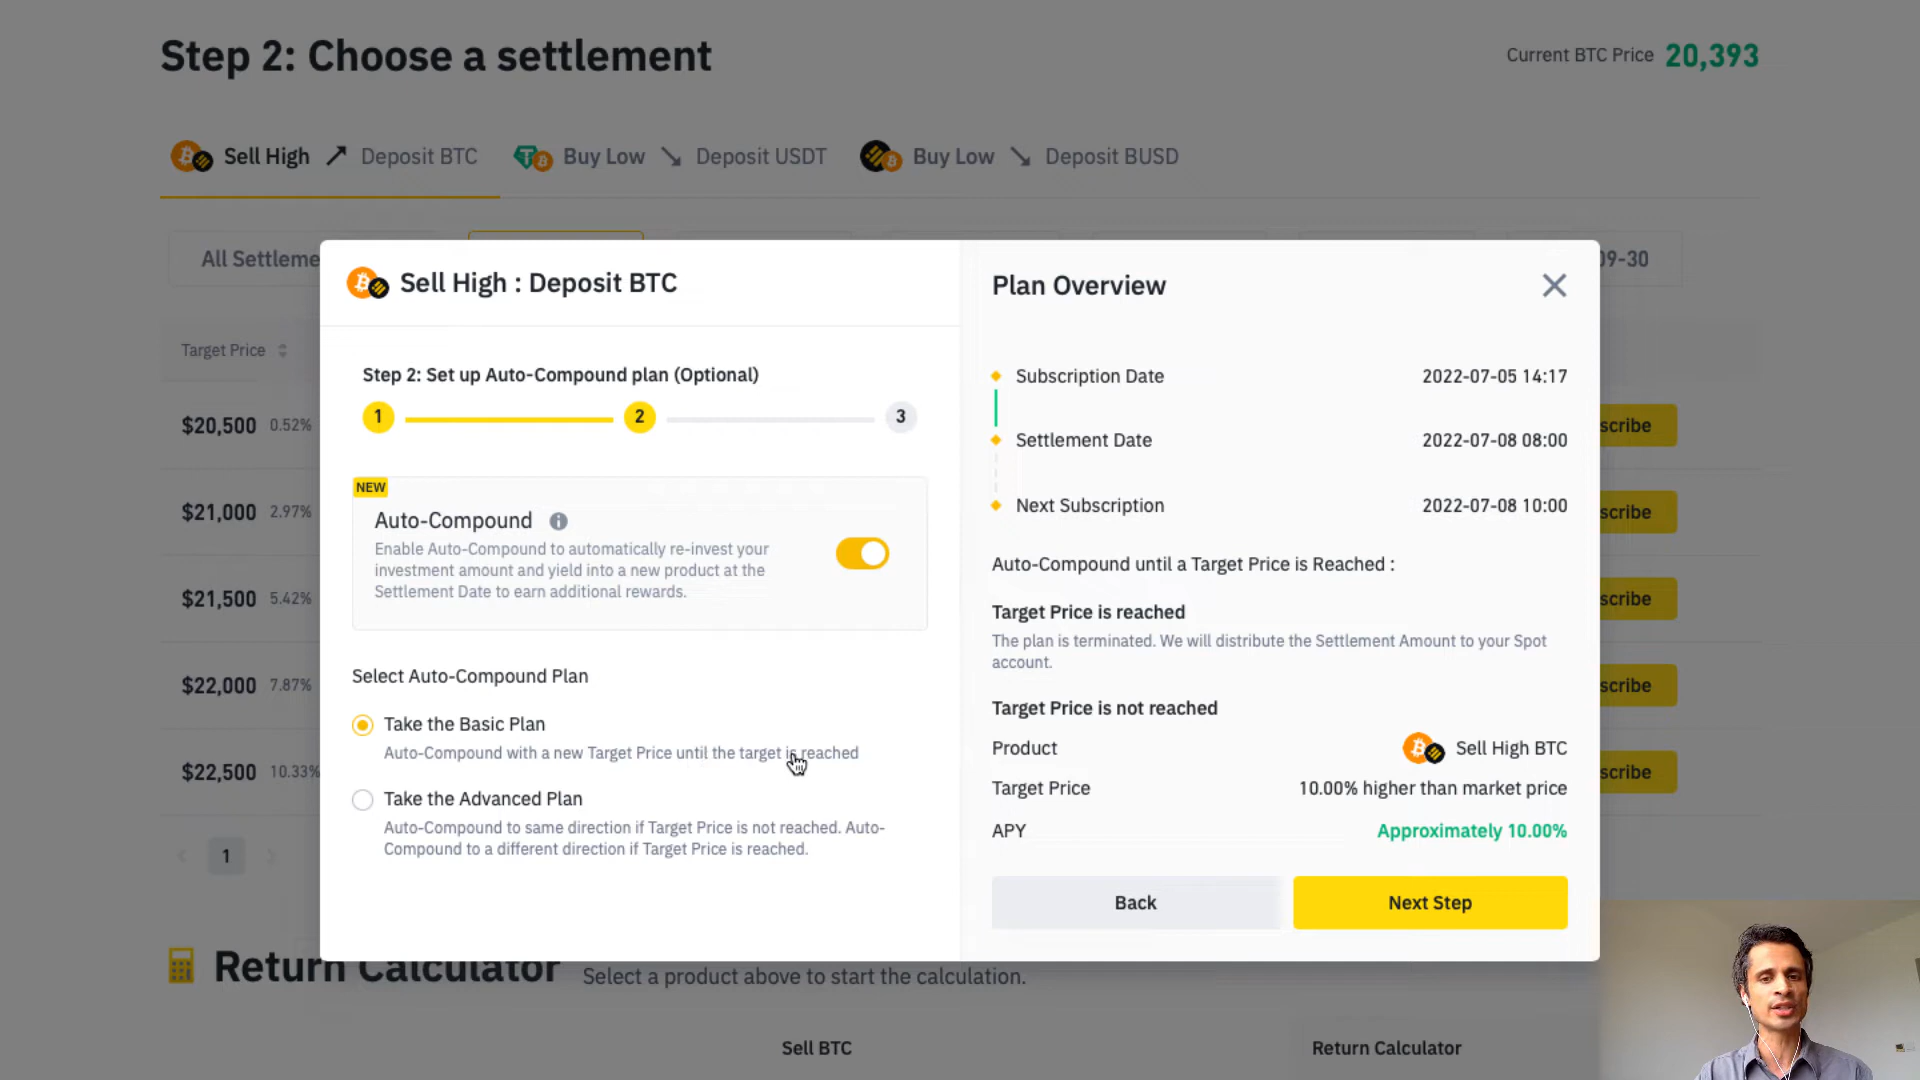 Step 2: Choose a settlement
Current BTC Price 20,393
Sell High Deposit BTC Buy Low Deposit USDT Buy Low Deposit BUSD
All Settleme
09-30
Target Price
$20,500 0.52%
scribe
$21,000 2.97%
scribe
$21,500 5.42%
scribe
$22,000 7.87%
scribe
$22,500 10.33%
scribe
1
Sell High : Deposit BTC
Step 2: Set up Auto-Compound plan (Optional)
1 2 3
NEW
Auto-Compound
Enable Auto-Compound to automatically re-invest your
investment amount and yield into a new product at the
Settlement Date to earn additional rewards.
Select Auto-Compound Plan
Take the Basic Plan
Auto-Compound with a new Target Price until the target is reached
Take the Advanced Plan
Auto-Compound to same direction if Target Price is not reached. Auto-
Compound to a different direction if Target Price is reached.
Plan Overview
Subscription Date 2022-07-05 14:17
Settlement Date 2022-07-08 08:00
Next Subscription 2022-07-08 10:00
Auto-Compound until a Target Price is Reached :
Target Price is reached
The plan is terminated. We will distribute the Settlement Amount to your Spot
account.
Target Price is not reached
Product Sell High BTC
Target Price 10.00% higher than market price
APY Approximately 10.00%
Back Next Step
Return Calculator Select a product above to start the calculation.
Sell BTC Return Calculator